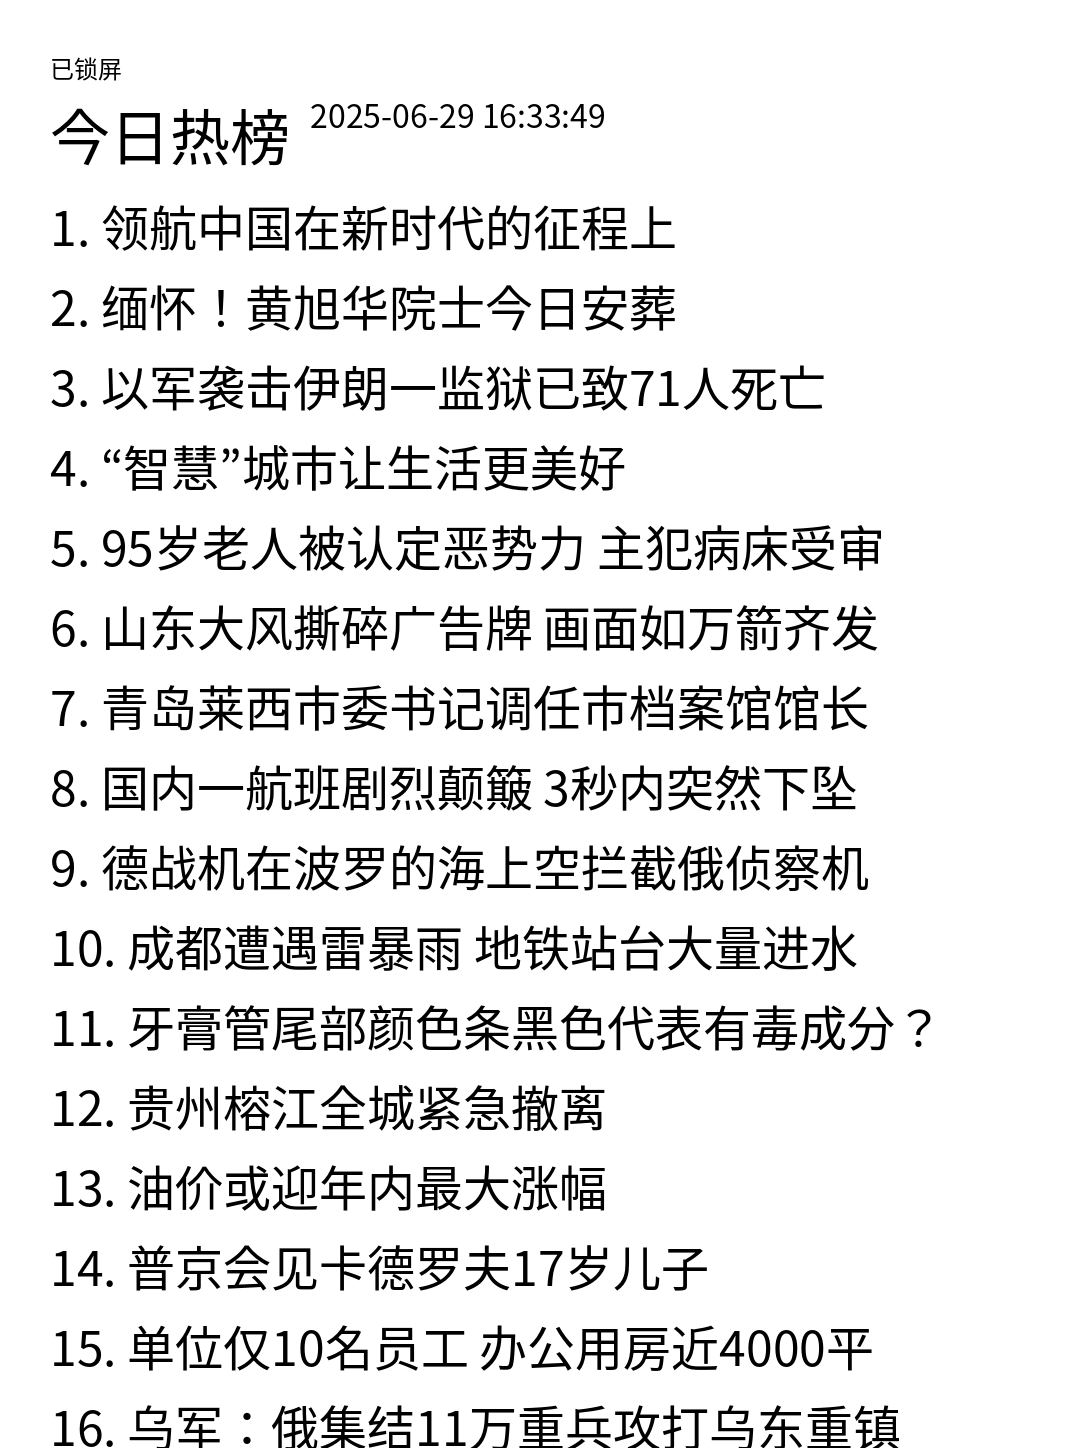 已锁屏
今日热榜 2025-06-29 16:33:49
1. 领航中国在新时代的征程上
2. 缅怀！黄旭华院士今日安葬
3. 以军袭击伊朗一监狱已致71人死亡
4. “智慧”城市让生活更美好
5. 95岁老人被认定恶势力 主犯病床受审
6. 山东大风撕碎广告牌 画面如万箭齐发
7. 青岛莱西市委书记调任市档案馆馆长
8. 国内一航班剧烈颠簸 3秒内突然下坠
9. 德战机在波罗的海上空拦截俄侦察机
10. 成都遭遇雷暴雨 地铁站台大量进水
11. 牙膏管尾部颜色条黑色代表有毒成分？
12. 贵州榕江全城紧急撤离
13. 油价或迎年内最大涨幅
14. 普京会见卡德罗夫17岁儿子
15. 单位仅10名员工 办公用房近4000平
16. 乌军：俄集结11万重兵攻打乌东重镇